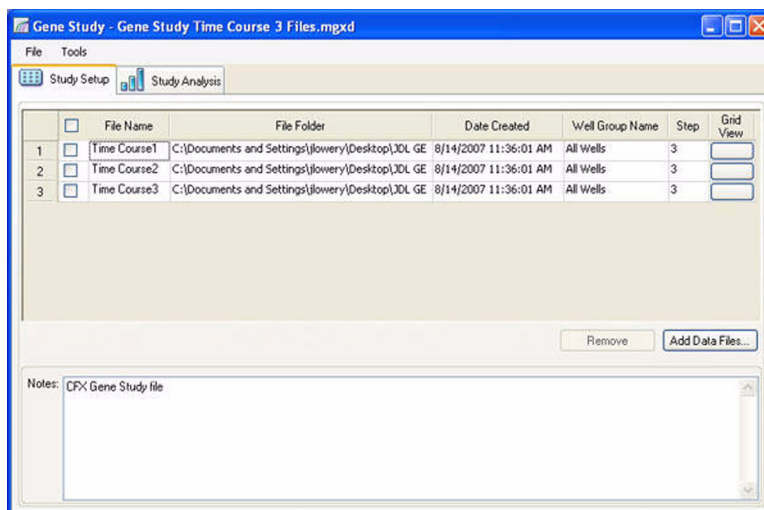 Gene Study - Gene Study Time Course 3 Files.mgxd
File Tools
Study Setup Study Analysis
File Name File Folder Date Created Well Group Name Step Grid View
1 Time Course1 C:\Documents and Settings\jlowery\Desktop\JDL GE 8/14/2007 11:36:01 AM All Wells 3
2 Time Course2 C:\Documents and Settings\jlowery\Desktop\JDL GE 8/14/2007 11:36:01 AM All Wells 3
3 Time Course3 C:\Documents and Settings\jlowery\Desktop\JDL GE 8/14/2007 11:36:01 AM All Wells 3
Remove Add Data Files...
Notes: CFX Gene Study file